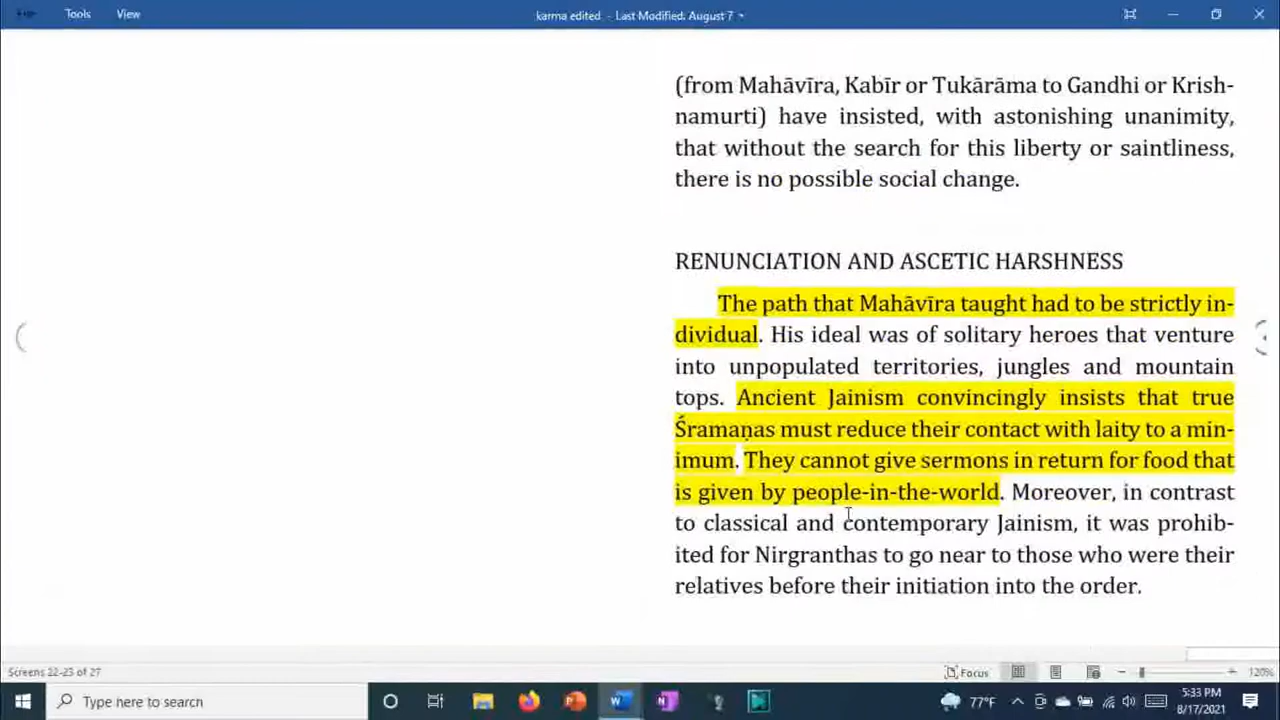 File Tools View karma edited - Last Modified: August 7
(from Mahāvīra, Kabīr or Tukārāma to Gandhi or Krish-
namurti) have insisted, with astonishing unanimity,
that without the search for this liberty or saintliness,
there is no possible social change.
RENUNCIATION AND ASCETIC HARSHNESS
The path that Mahāvīra taught had to be strictly in-
dividual. His ideal was of solitary heroes that venture
into unpopulated territories, jungles and mountain
tops. Ancient Jainism convincingly insists that true
Śramaṇas must reduce their contact with laity to a min-
imum. They cannot give sermons in return for food that
is given by people-in-the-world. Moreover, in contrast
to classical and contemporary Jainism, it was prohib-
ited for Nirgranthas to go near to those who were their
relatives before their initiation into the order.
Screens 22-23 of 27 Focus 120%
Type here to search 77°F 5:33 PM
8/17/2021